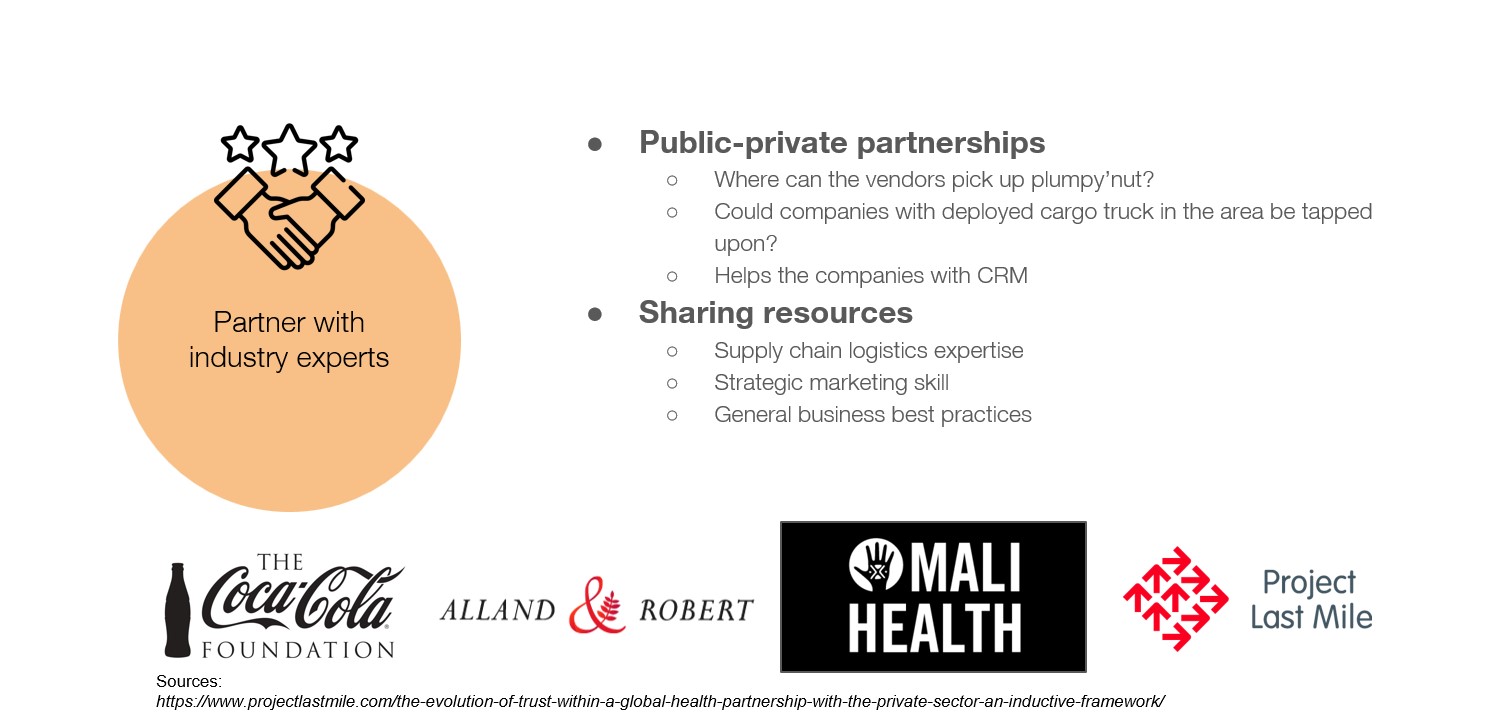 Partner with
industry experts
● Public-private partnerships
○ Where can the vendors pick up plumpy’nut?
○ Could companies with deployed cargo truck in the area be tapped
upon?
○ Helps the companies with CRM
● Sharing resources
○ Supply chain logistics expertise
○ Strategic marketing skill
○ General business best practices
THE
Coca-Cola
FOUNDATION
ALLAND & ROBERT
MALI
HEALTH
Project
Last Mile
Sources:
https://www.projectlastmile.com/the-evolution-of-trust-within-a-global-health-partnership-with-the-private-sector-an-inductive-framework/